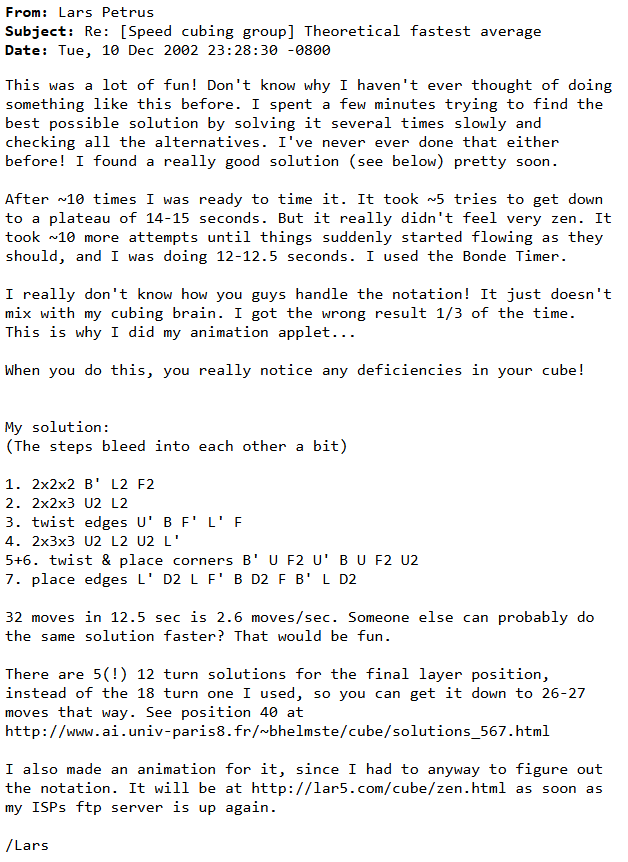 From: Lars Petrus
Subject: Re: [Speed cubing group] Theoretical fastest average
Date: Tue, 10 Dec 2002 23:28:30 -0800
This was a lot of fun! Don't know why I haven't ever thought of doing
something like this before. I spent a few minutes trying to find the
best possible solution by solving it several times slowly and
checking all the alternatives. I've never ever done that either
before! I found a really good solution (see below) pretty soon.
After ~10 times I was ready to time it. It took ~5 tries to get down
to a plateau of 14-15 seconds. But it really didn't feel very zen. It
took ~10 more attempts until things suddenly started flowing as they
should, and I was doing 12-12.5 seconds. I used the Bonde Timer.
I really don't know how you guys handle the notation! It just doesn't
mix with my cubing brain. I got the wrong result 1/3 of the time.
This is why I did my animation applet...
When you do this, you really notice any deficiencies in your cube!
My solution:
(The steps bleed into each other a bit)
1. 2x2x2 B' L2 F2
2. 2x2x3 U2 L2
3. twist edges U' B F' L' F
4. 2x3x3 U2 L2 U2 L'
5+6. twist & place corners B' U F2 U' B U F2 U2
7. place edges L' D2 L F' B D2 F B' L D2
32 moves in 12.5 sec is 2.6 moves/sec. Someone else can probably do
the same solution faster? That would be fun.
There are 5(!) 12 turn solutions for the final layer position,
instead of the 18 turn one I used, so you can get it down to 26-27
moves that way. See position 40 at
http://www.ai.univ-paris8.fr/~bhelmste/cube/solutions_567.html
I also made an animation for it, since I had to anyway to figure out
the notation. It will be at http://lar5.com/cube/zen.html as soon as
my ISPs ftp server is up again.
/Lars